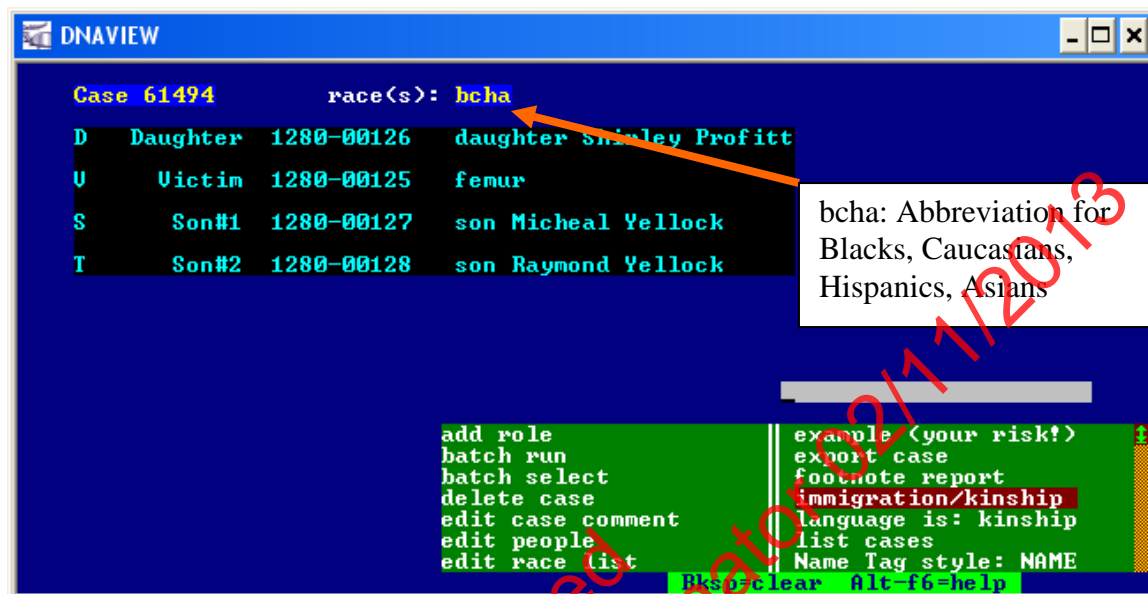 DNAVIEW
Case 61494 race(s): bcha
D Daughter 1280-00126 daughter Shirley Profitt
V Victim 1280-00125 femur
S Son#1 1280-00127 son Micheal Yellock
T Son#2 1280-00128 son Raymond Yellock
bcha: Abbreviation for
Blacks, Caucasians,
Hispanics, Asians
add role
batch run
batch select
delete case
edit case comment
edit people
edit race list
example (your risk!)
export case
footnote report
immigration/kinship
language is: kinship
list cases
Name Tag style: NAME
Bksp=clear Alt-f6=help
02/11/2013